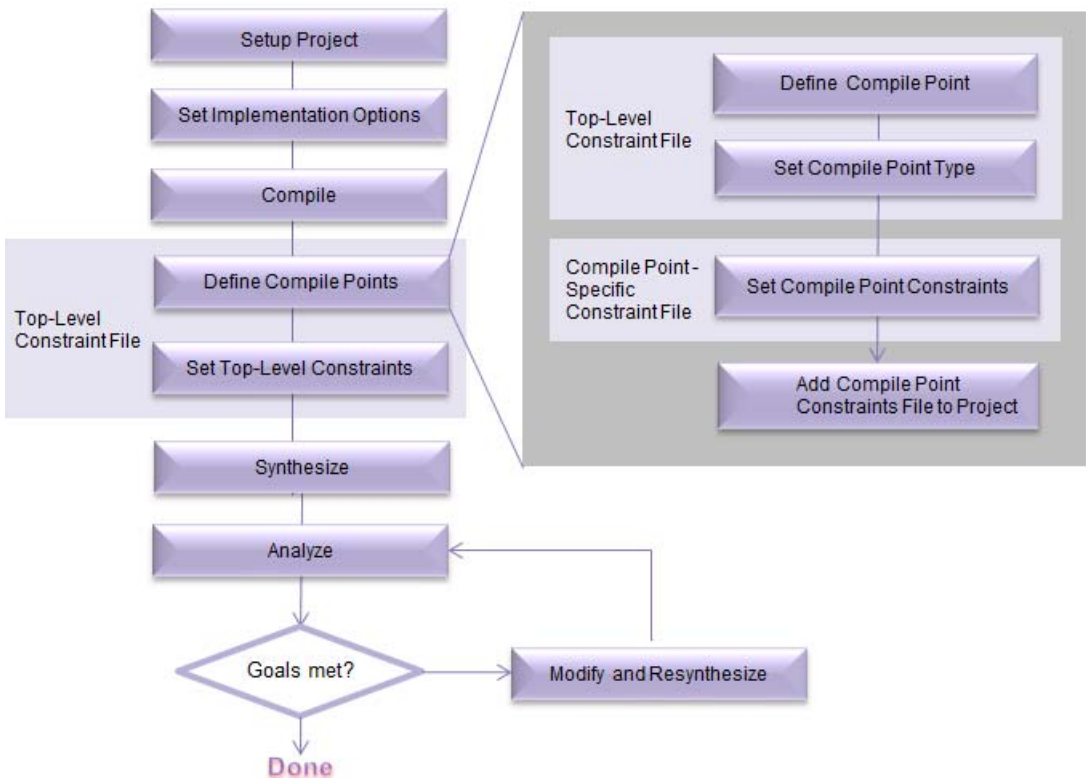 Setup Project
Set Implementation Options
Compile
Top-Level
Constraint File
Define Compile Points
Set Top-Level Constraints
Synthesize
Analyze
Goals met?
Modify and Resynthesize
Done
Top-Level
Constraint File
Define Compile Point
Set Compile Point Type
Compile Point -
Specific
Constraint File
Set Compile Point Constraints
Add Compile Point
Constraints File to Project